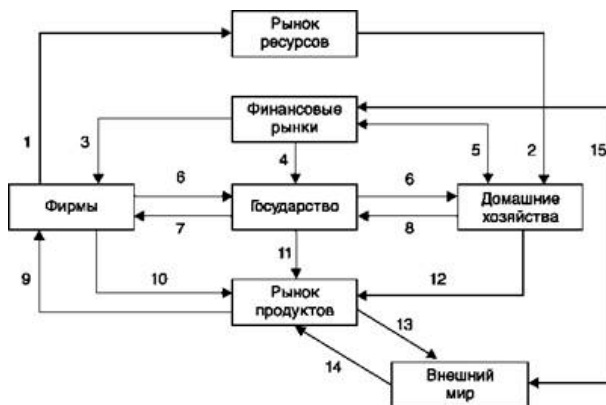 Рынок
ресурсов
1
3
Финансовые
рынки
4
5
2
15
Фирмы
6
Государство
6
Домашние
хозяйства
7
8
9
10
11
12
Рынок
продуктов
13
14
Внешний
мир